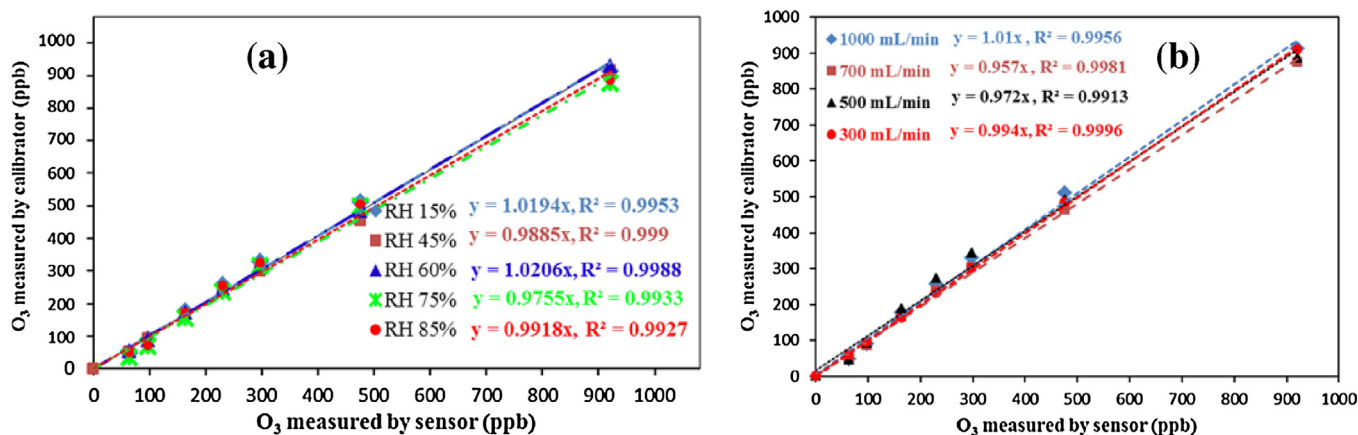 (a)
O3 measured by calibrator (ppb)
1000
900
800
700
600
500
400
300
200
100
0
RH 15% y = 1.0194x, R² = 0.9953
RH 45% y = 0.9885x, R² = 0.999
RH 60% y = 1.0206x, R² = 0.9988
RH 75% y = 0.9755x, R² = 0.9933
RH 85% y = 0.9918x, R² = 0.9927
0 100 200 300 400 500 600 700 800 900 1000
O3 measured by sensor (ppb)
(b)
O3 measured by calibrator (ppb)
1000
900
800
700
600
500
400
300
200
100
0
1000 mL/min y = 1.01x, R² = 0.9956
700 mL/min y = 0.957x, R² = 0.9981
500 mL/min y = 0.972x, R² = 0.9913
300 mL/min y = 0.994x, R² = 0.9996
0 100 200 300 400 500 600 700 800 900 1000
O3 measured by sensor (ppb)